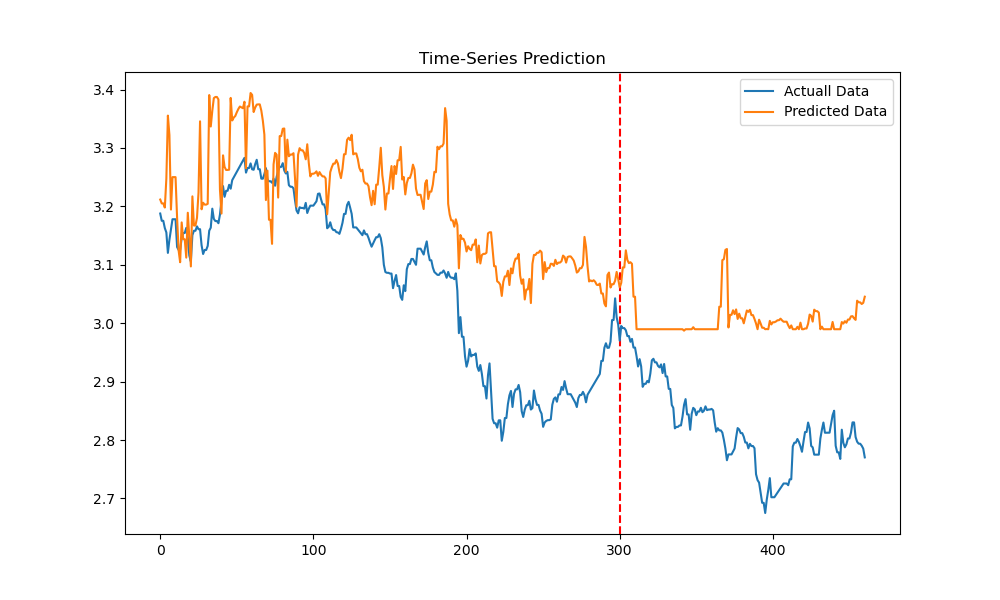 Time-Series Prediction
Actuall Data
Predicted Data
3.4
3.3
3.2
3.1
3.0
2.9
2.8
2.7
0 100 200 300 400